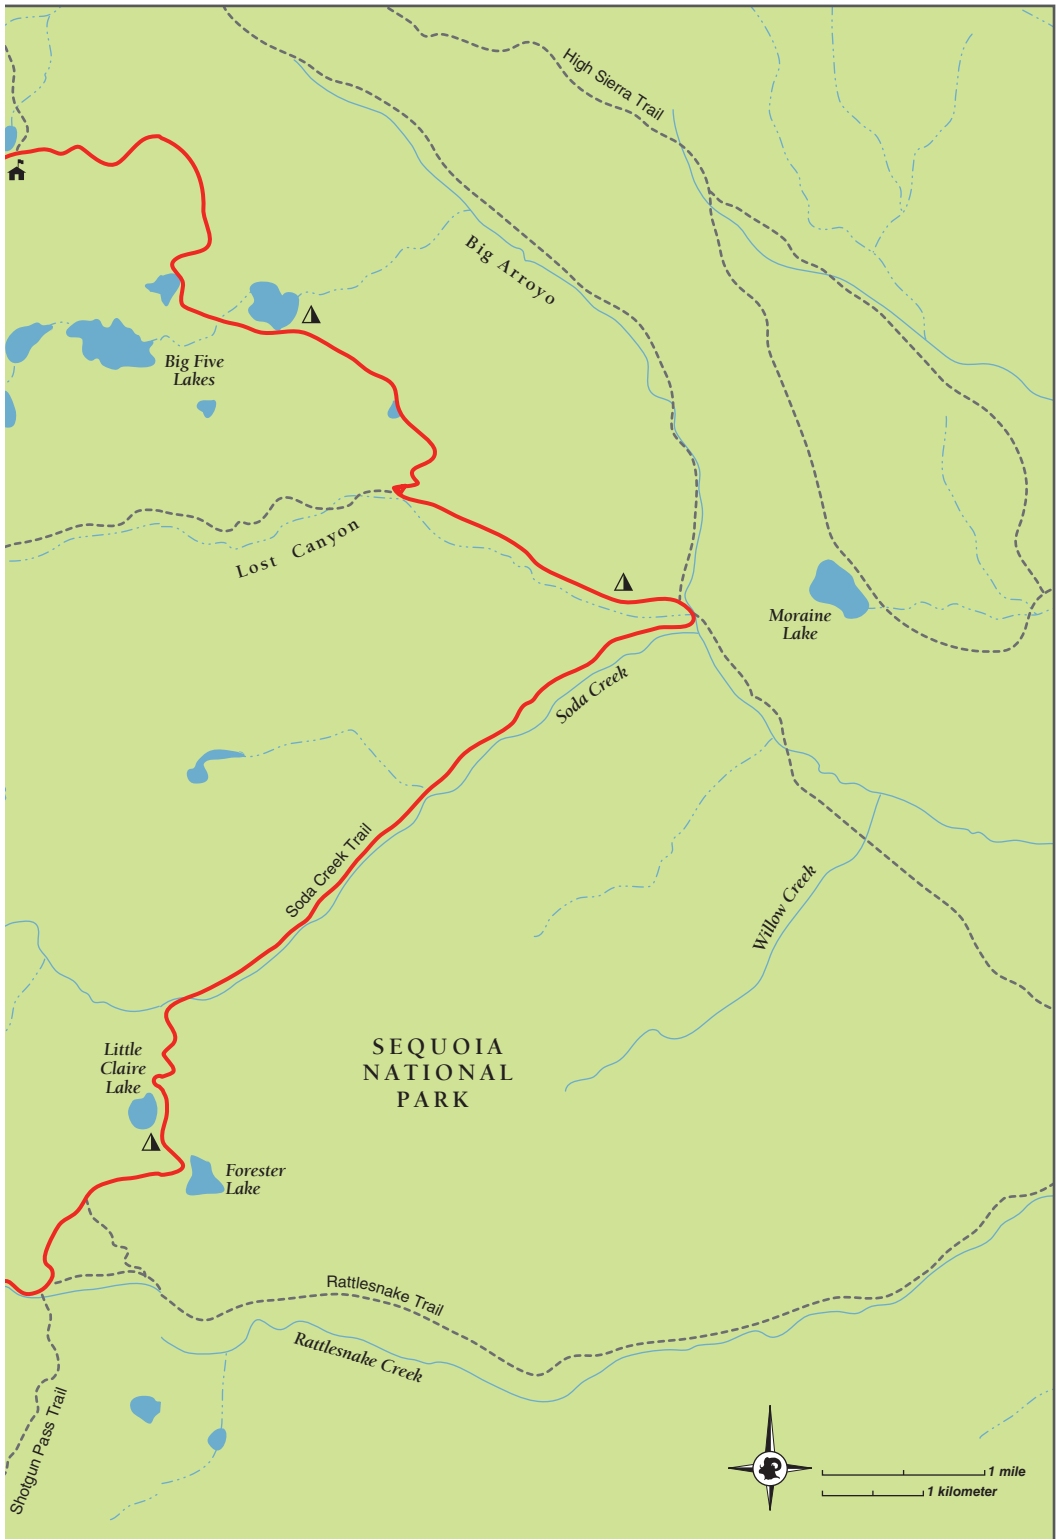 High Sierra Trail
Big Arroyo
Big Five
Lakes
Lost Canyon
Moraine
Lake
Soda Creek
Soda Creek Trail
Willow Creek
SEQUOIA
NATIONAL
PARK
Little
Claire
Lake
Forester
Lake
Rattlesnake Trail
Rattlesnake Creek
Shotgun Pass Trail
1 mile
1 kilometer